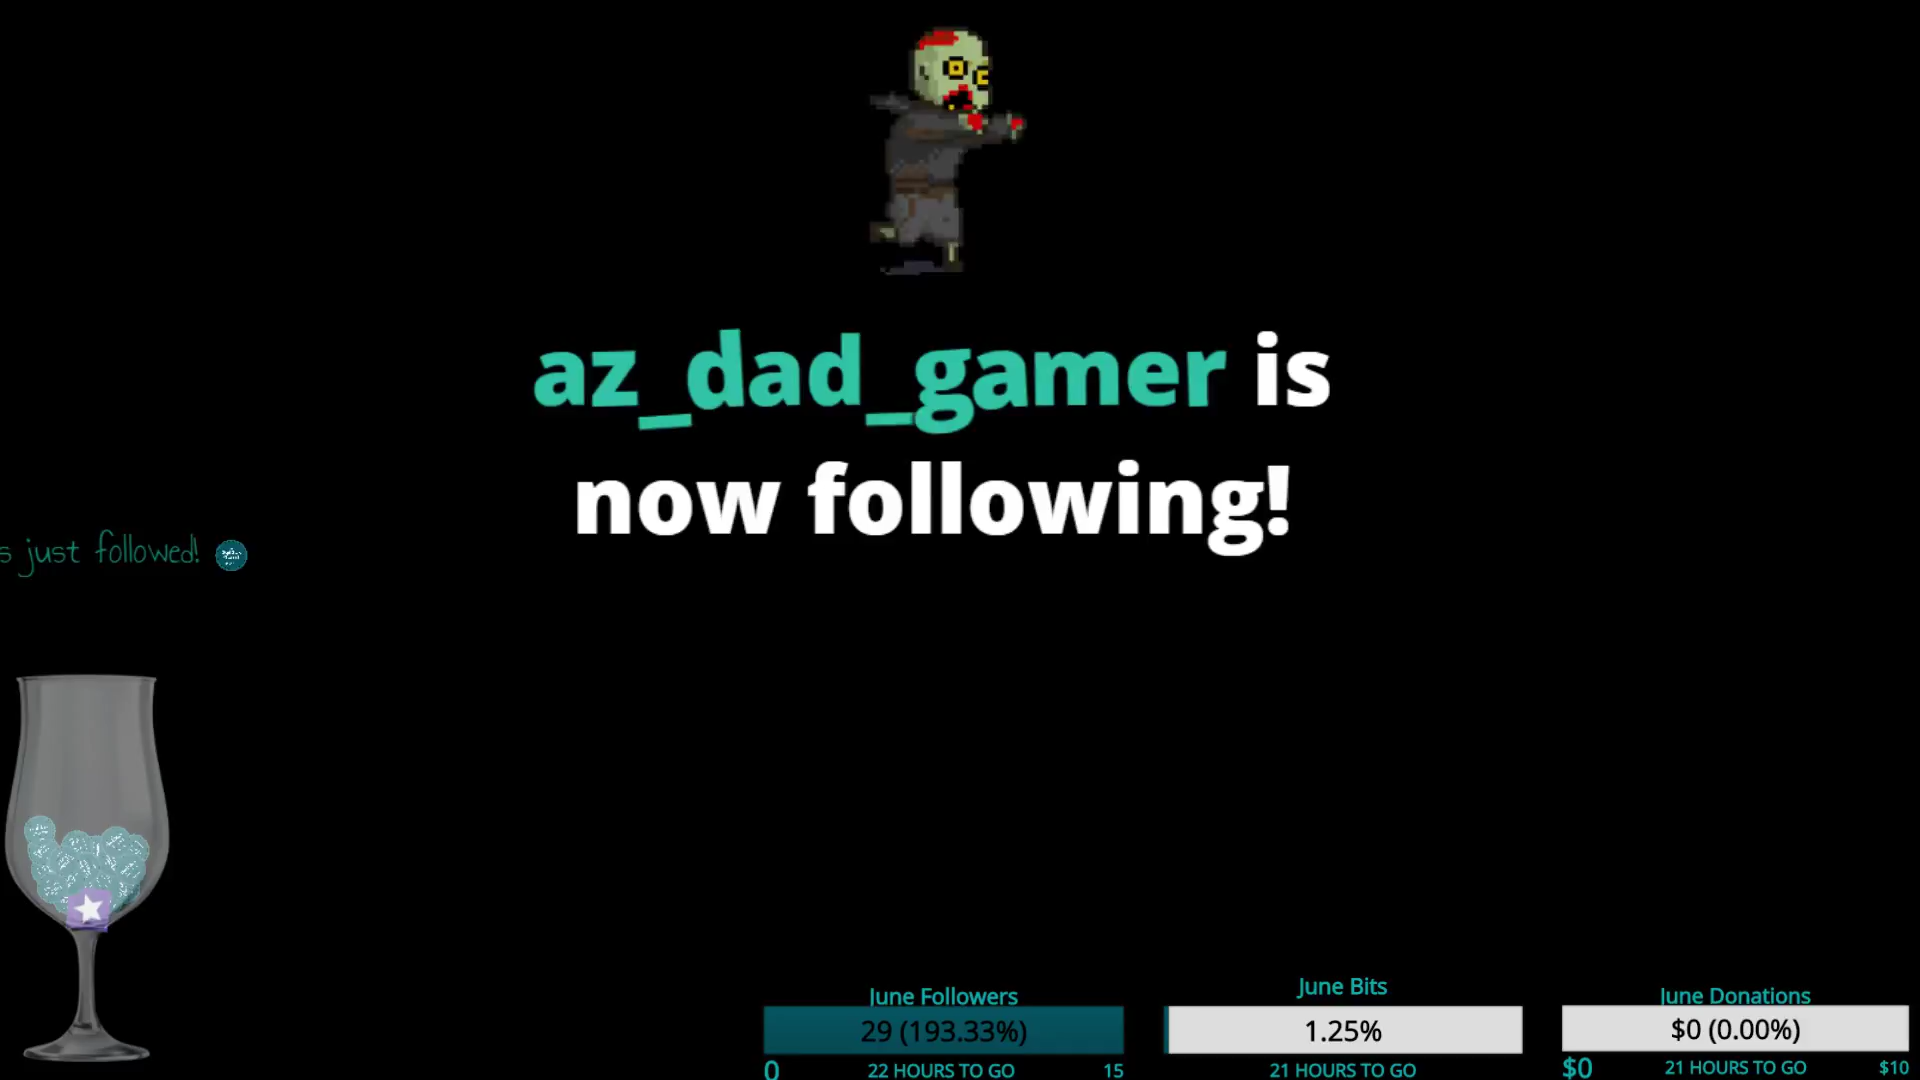 az_dad_gamer is
now following!
s just followed!
June Followers
29 (193.33%)
0 22 HOURS TO GO 15
June Bits
1.25%
21 HOURS TO GO
June Donations
$0 (0.00%)
$0 21 HOURS TO GO $10